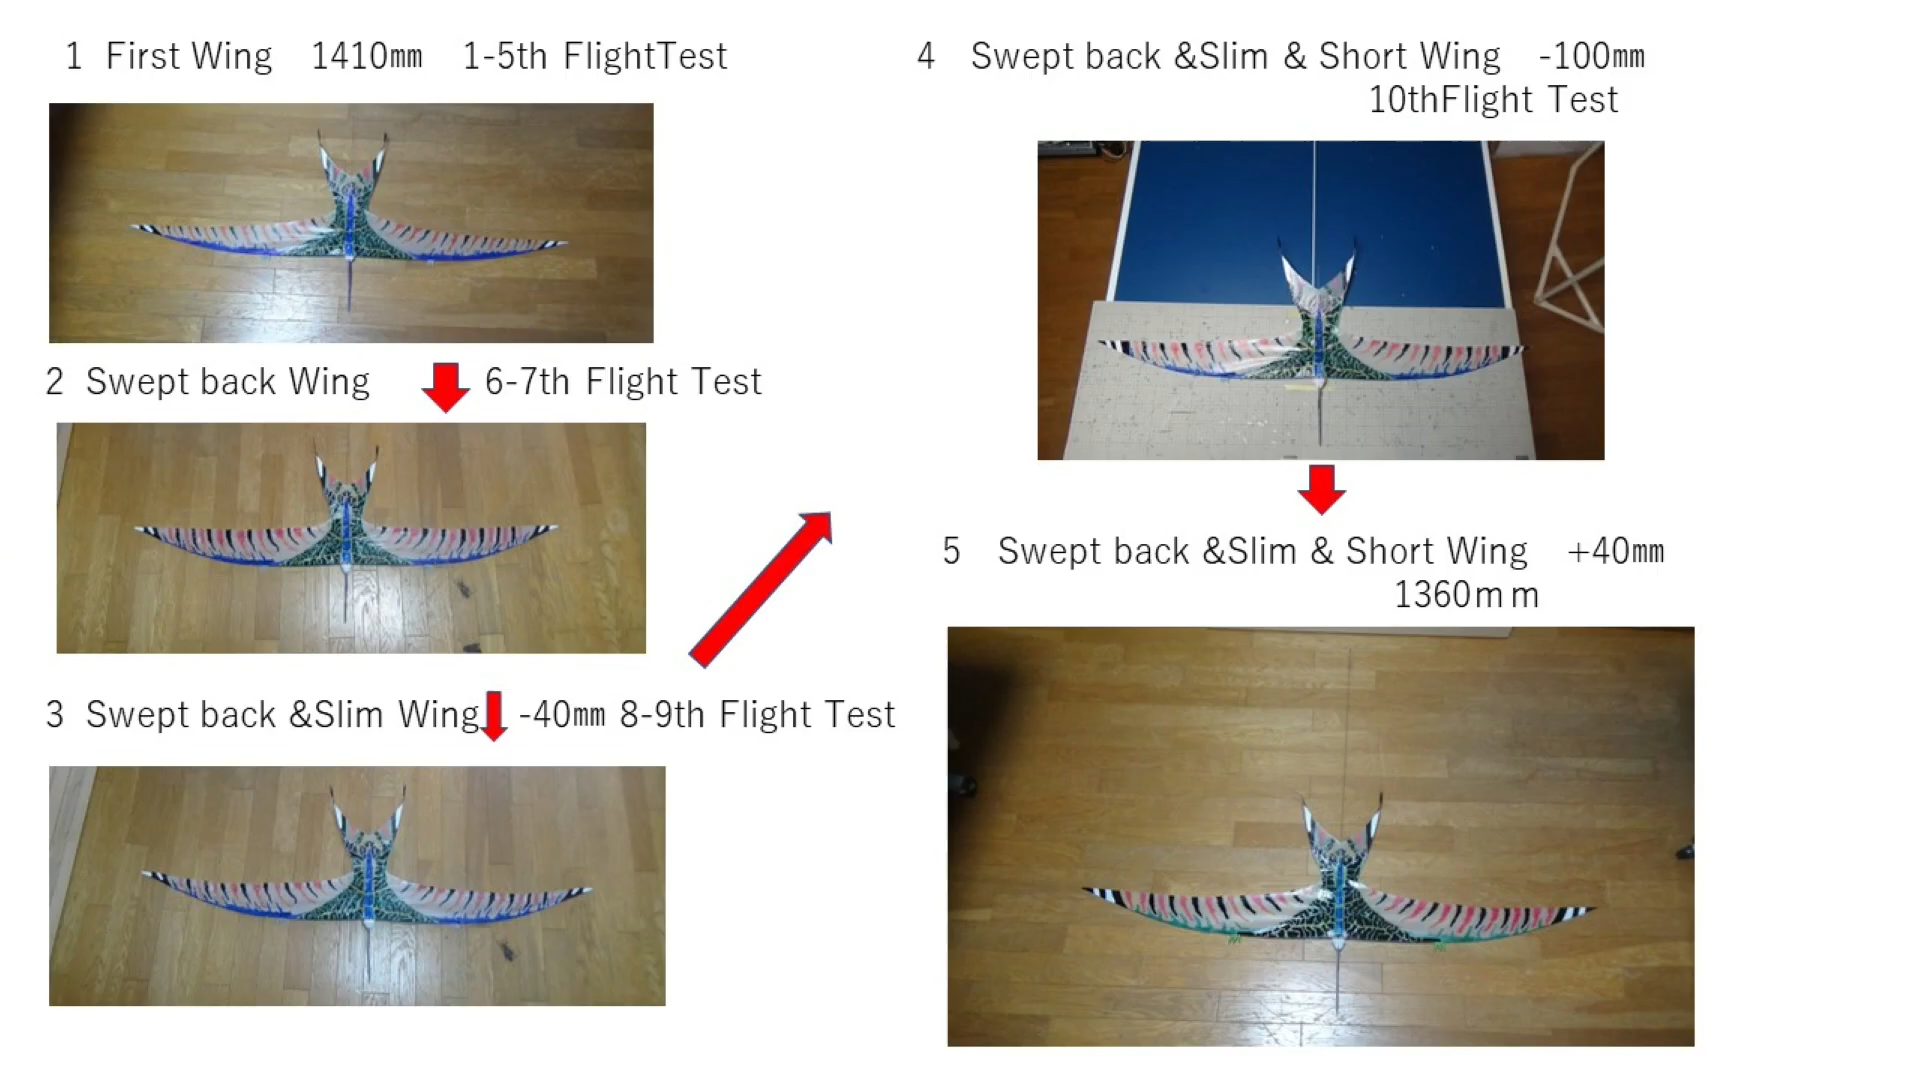 1 First Wing 1410mm 1-5th FlightTest
2 Swept back Wing 6-7th Flight Test
3 Swept back &Slim Wing -40mm 8-9th Flight Test
4 Swept back &Slim & Short Wing -100mm
10thFlight Test
5 Swept back &Slim & Short Wing +40mm
1360mm